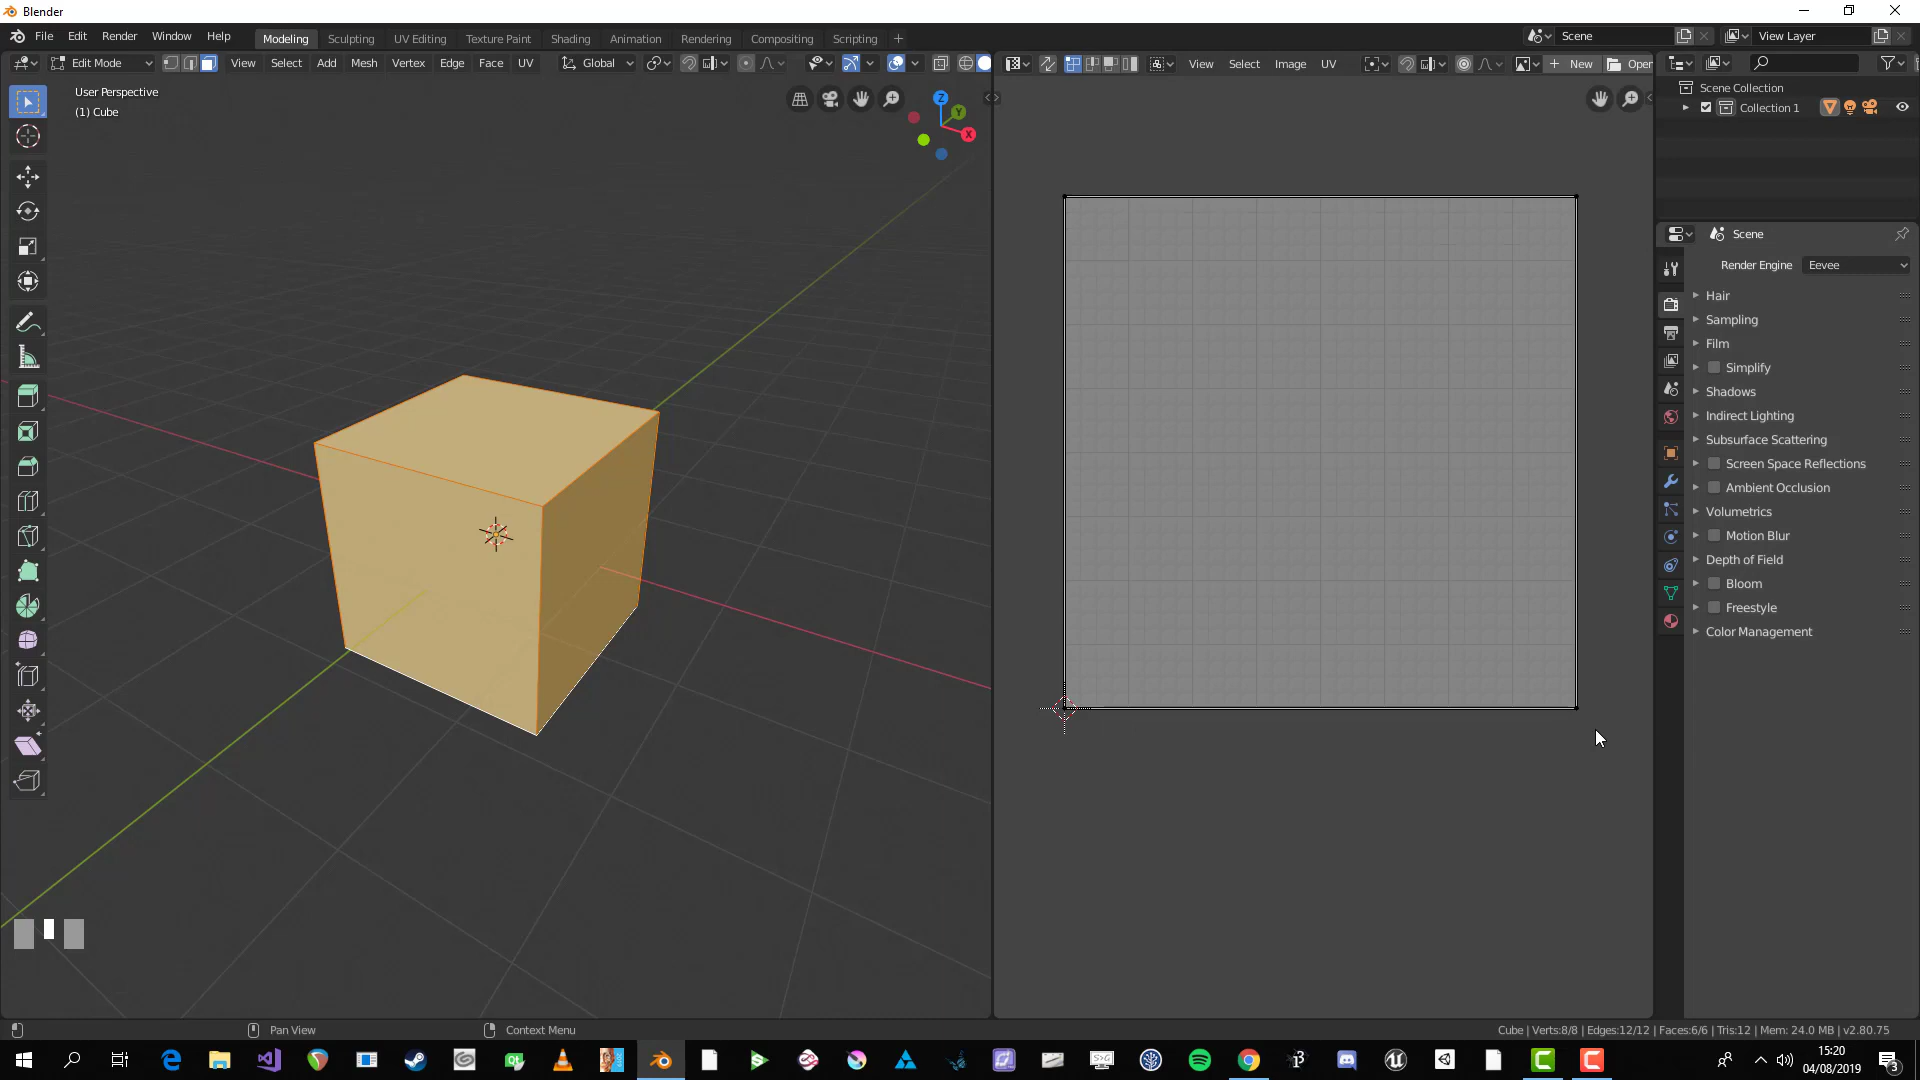 Blender
File Edit Render Window Help
Modeling Sculpting UV Editing Texture Paint Shading Animation Rendering Compositing Scripting +
Scene
View Layer
Edit Mode View Select Add Mesh Vertex Edge Face UV Global
View Select Image UV New Open
User Perspective
(1) Cube
Z
Y
X
Scene Collection
Collection 1
Scene
Render Engine Eevee
Hair
Sampling
Film
Simplify
Shadows
Indirect Lighting
Subsurface Scattering
Screen Space Reflections
Ambient Occlusion
Volumetrics
Motion Blur
Depth of Field
Bloom
Freestyle
Color Management
Pan View
Context Menu
Cube | Verts:8/8 | Edges:12/12 | Faces:6/6 | Tris:12 | Mem: 24.0 MB | v2.80.75
15:20
04/08/2019
3